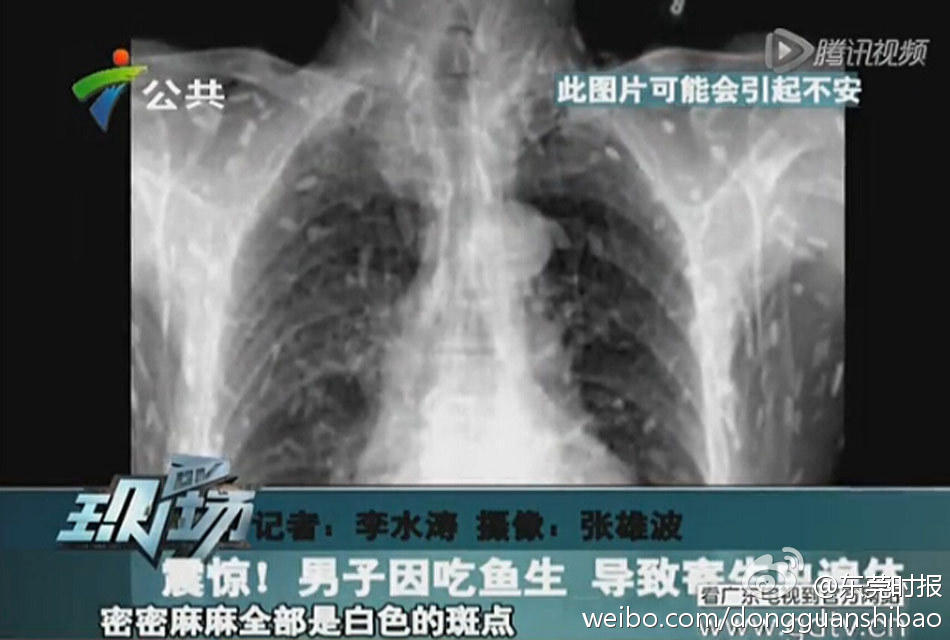 腾讯视频
公共
此图片可能会引起不安
现场
记者：李水涛 摄像：张雄波
震惊！男子因吃鱼生 导致寄生虫遍体
@东莞时报
密密麻麻全部是白色的斑点
weibo.com/dongguanshibao